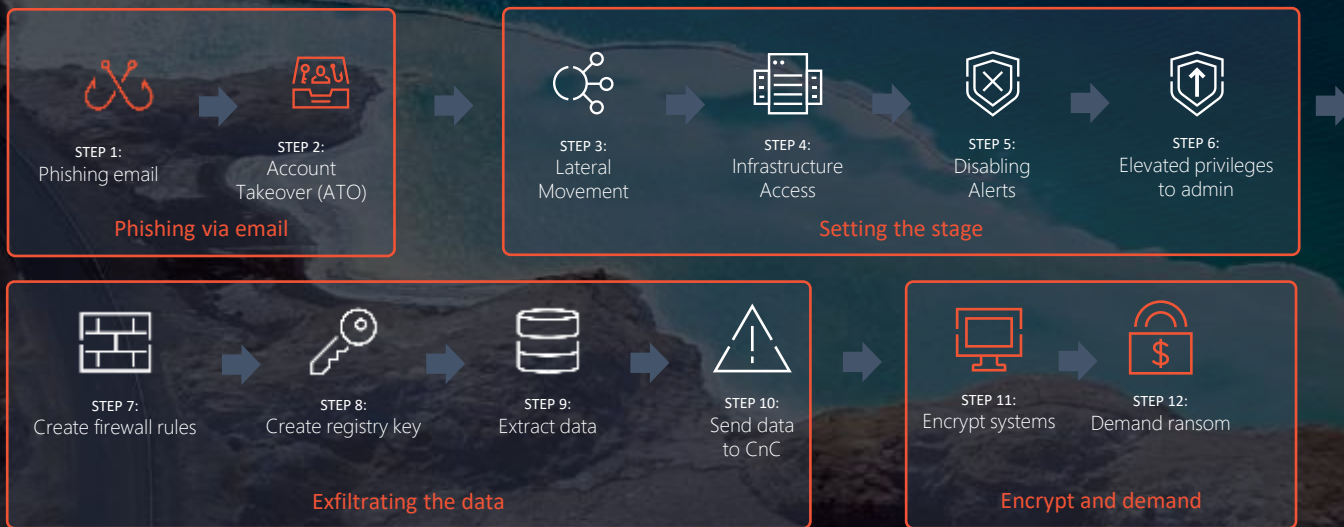 STEP 1:
Phishing email
STEP 2:
Account
Takeover (ATO)
Phishing via email
STEP 3:
Lateral
Movement
STEP 4:
Infrastructure
Access
STEP 5:
Disabling
Alerts
STEP 6:
Elevated privileges
to admin
Setting the stage
STEP 7:
Create firewall rules
STEP 8:
Create registry key
STEP 9:
Extract data
STEP 10:
Send data
to CnC
Exfiltrating the data
STEP 11:
Encrypt systems
$
STEP 12:
Demand ransom
Encrypt and demand